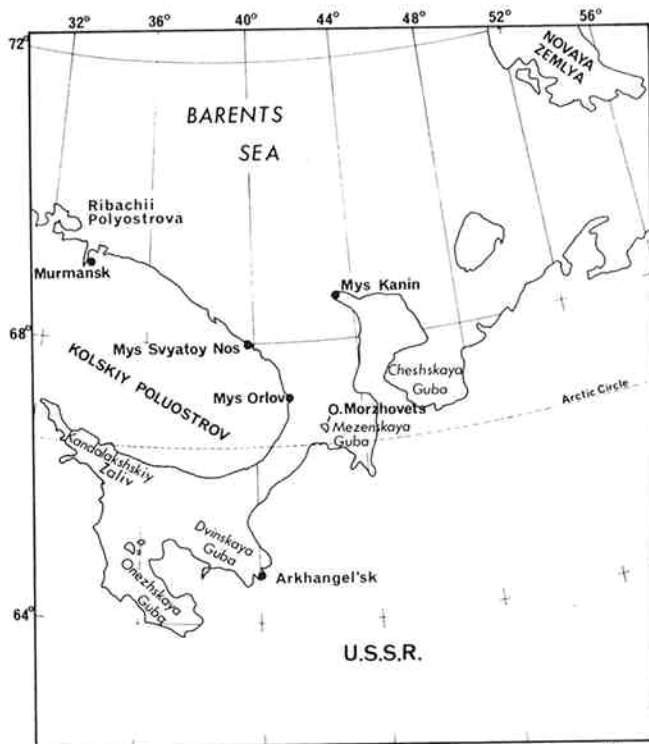 32° 36° 40° 44° 48° 52° 56°
72°
NOVAYA
ZEMLYA
BARENTS
SEA
Ribachii
Polyostrova
Murmansk
Mys Kanin
68°
Mys Svyatoy Nos
Cheshskaya
Guba
KOLSKIY POLUOSTROV
Mys Orlov
Arctic Circle
O.Morzhovets
Mezenskaya
Guba
Kandalakshskiy
Zaliv
Dvinskaya
Guba
Arkhangel'sk
Onezhskaya
Guba
64°
U.S.S.R.